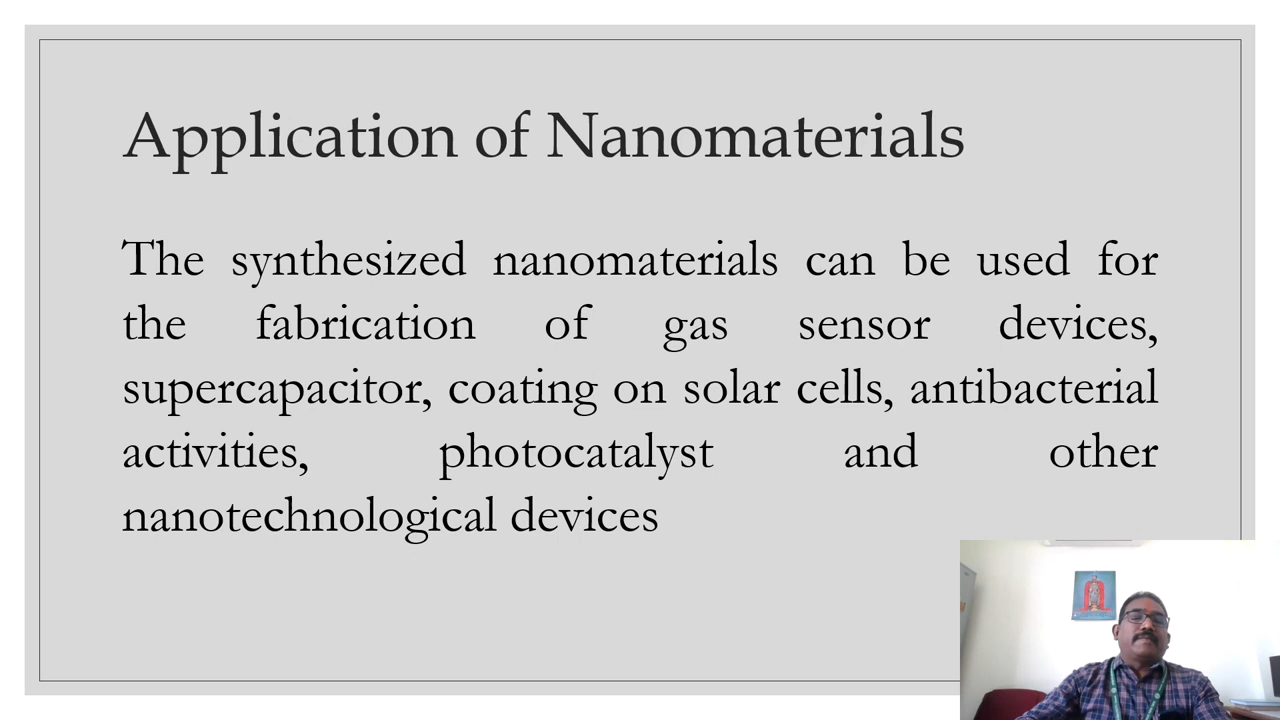 Application of Nanomaterials
The synthesized nanomaterials can be used for
the fabrication of gas sensor devices,
supercapacitor, coating on solar cells, antibacterial
activities, photocatalyst and other
nanotechnological devices